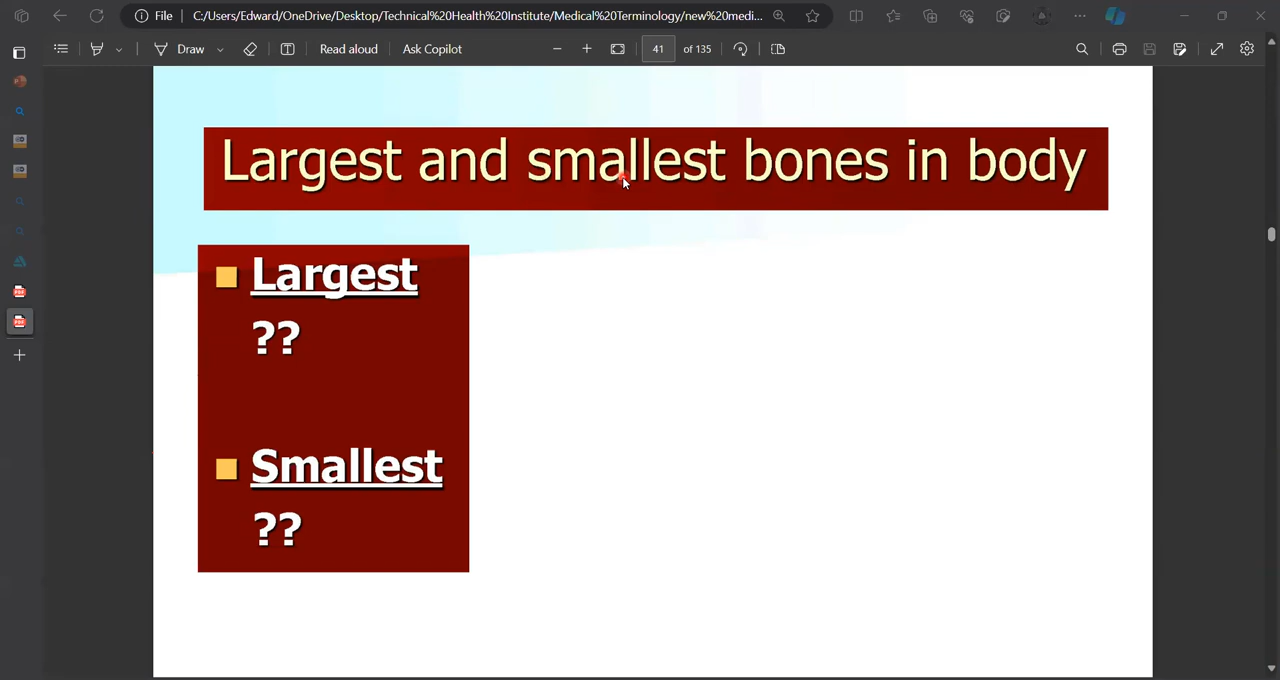 File
C:/Users/Edward/OneDrive/Desktop/Technical%20Health%20Institute/Medical%20Terminology/new%20medi...
Draw
Read aloud
Ask Copilot
41
of 135
Largest and smallest bones in body
Largest
??
Smallest
??